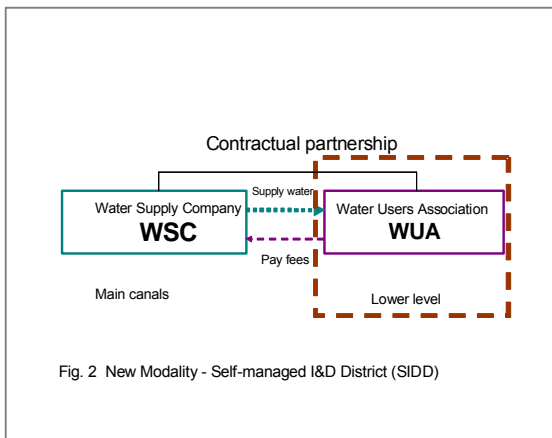 Contractual partnership
Supply water
Water Supply Company
WSC
Water Users Association
WUA
Pay fees
Main canals
Lower level
Fig. 2 New Modality - Self-managed I&D District (SIDD)